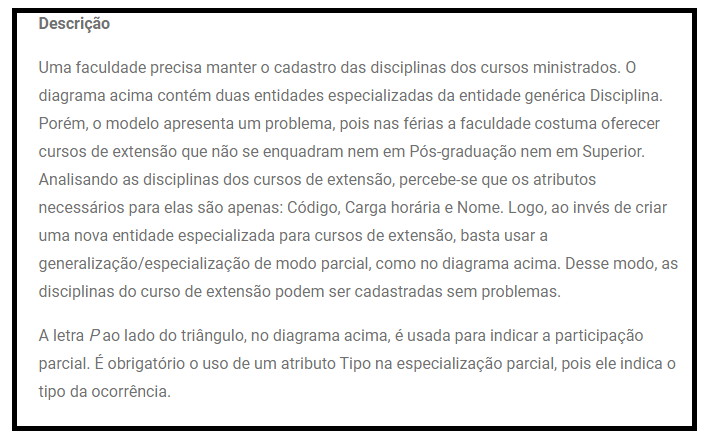 Descrição
Uma faculdade precisa manter o cadastro das disciplinas dos cursos ministrados. O
diagrama acima contém duas entidades especializadas da entidade genérica Disciplina.
Porém, o modelo apresenta um problema, pois nas férias a faculdade costuma oferecer
cursos de extensão que não se enquadram nem em Pós-graduação nem em Superior.
Analisando as disciplinas dos cursos de extensão, percebe-se que os atributos
necessários para elas são apenas: Código, Carga horária e Nome. Logo, ao invés de criar
uma nova entidade especializada para cursos de extensão, basta usar a
generalização/especialização de modo parcial, como no diagrama acima. Desse modo, as
disciplinas do curso de extensão podem ser cadastradas sem problemas.
A letra P ao lado do triângulo, no diagrama acima, é usada para indicar a participação
parcial. É obrigatório o uso de um atributo Tipo na especialização parcial, pois ele indica o
tipo da ocorrência.